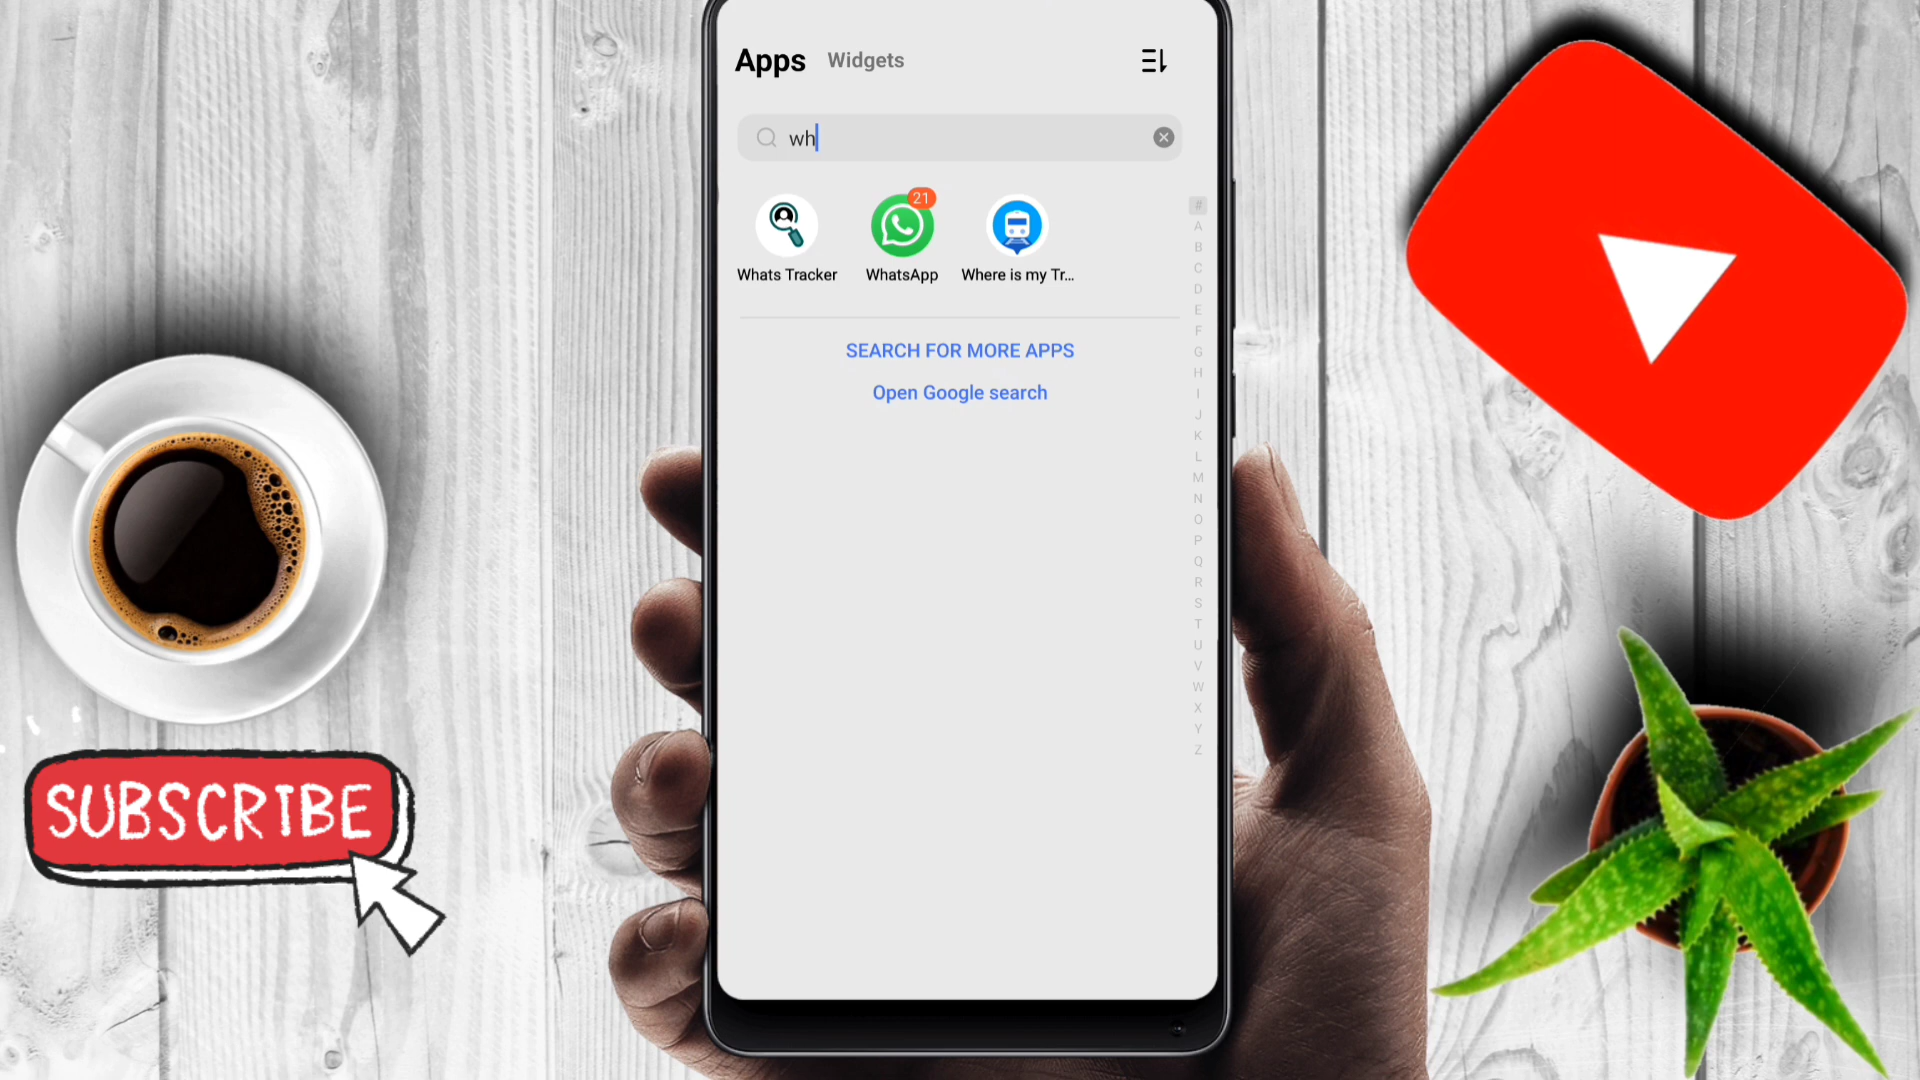 Apps Widgets
wh
21
Whats Tracker WhatsApp Where is my Tr...
SEARCH FOR MORE APPS
Open Google search
#
A
B
C
D
E
F
G
H
I
J
K
L
M
N
O
P
Q
R
S
T
U
V
W
X
Y
Z
SUBSCRIBE